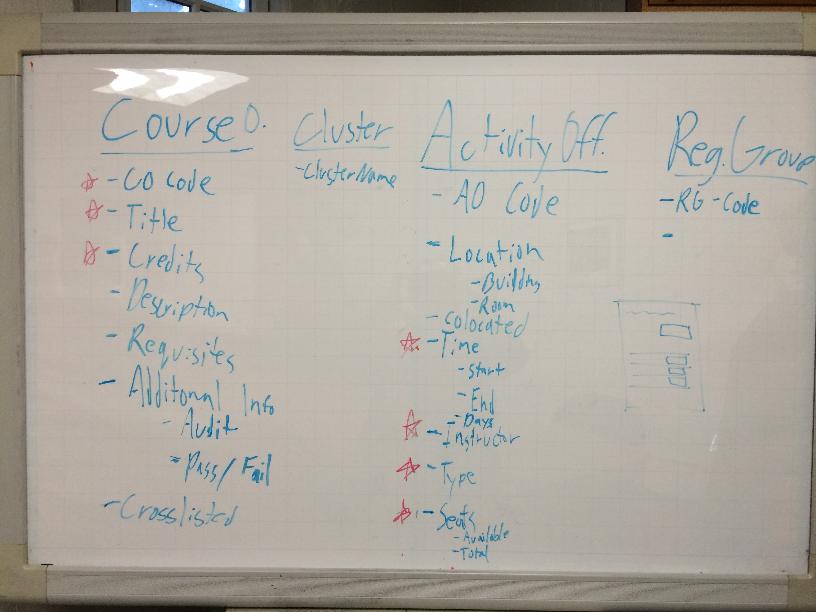 Course O.
- CO Code
- Title
- Credits
- Description
- Requisites
- Additonal Info
- Audit
- Pass/Fail
- Crosslisted
Cluster
- ClusterName
Activity Off.
- AO Code
- Location
- Building
- Room
- Colocated
- Time
- Start
- End
- Days
- Instructor
- Type
- Seats
- Available
- Total
Reg. Group
- RG - Code
-